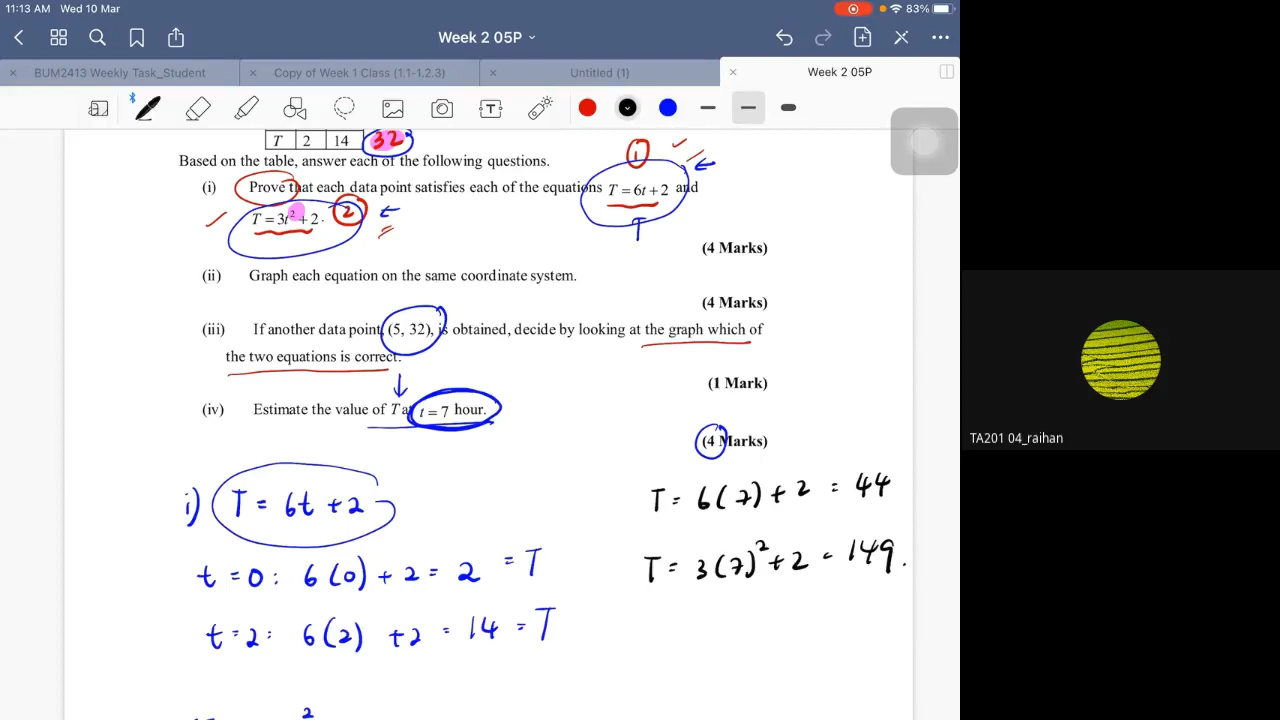 11:13 AM Wed 10 Mar
83%
Week 2 05P
BUM2413 Weekly Task_Student
Copy of Week 1 Class (1.1-1.2.3)
Untitled (1)
Week 2 05P
T 2 14 32
Based on the table, answer each of the following questions.
1
(i) Prove that each data point satisfies each of the equations T = 6t + 2 and
T = 3t² + 2. 2
(4 Marks)
(ii) Graph each equation on the same coordinate system.
(4 Marks)
(iii) If another data point, (5, 32), is obtained, decide by looking at the graph which of
the two equations is correct.
(1 Mark)
(iv) Estimate the value of T at t = 7 hour.
(4 Marks)
TA201 04_raihan
i) T = 6t + 2
t = 0 : 6(0) + 2 = 2 = T
t = 2 : 6(2) + 2 = 14 = T
T = 6(7) + 2 = 44
T = 3(7)² + 2 = 149.
2